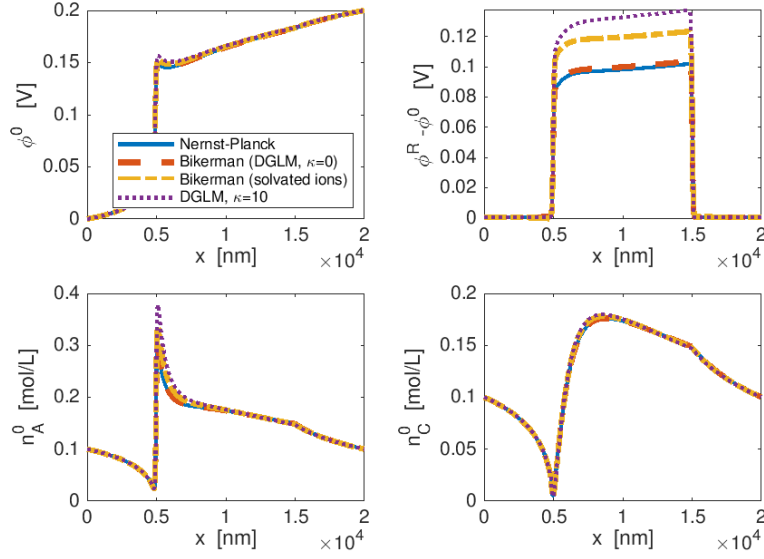 0.2
0.15
0.1
0.05
0
φ⁰ [V]
Nernst-Planck
Bikerman (DGLM, κ=0)
Bikerman (solvated ions)
DGLM, κ=10
0 0.5 1 1.5 2
x [nm] ×10⁴
0.12
0.1
0.08
0.06
0.04
0.02
0
φᴿ -φ⁰ [V]
0 0.5 1 1.5 2
x [nm] ×10⁴
0.4
0.3
0.2
0.1
0
n⁰_A [mol/L]
0 0.5 1 1.5 2
x [nm] ×10⁴
0.2
0.15
0.1
0.05
0
n⁰_C [mol/L]
0 0.5 1 1.5 2
x [nm] ×10⁴